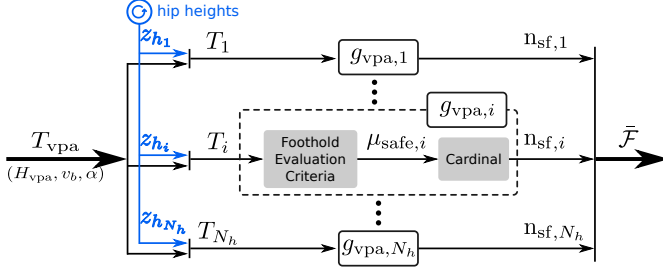 hip heights
z_{h_1} T_1 g_{vpa,1} n_{sf,1}
g_{vpa,i}
T_{vpa} z_{h_i} T_i Foothold Evaluation Criteria μ_{safe,i} Cardinal n_{sf,i} \bar{\mathcal{F}}
(H_{vpa}, v_b, α)
z_{h_{N_h}} T_{N_h} g_{vpa,N_h} n_{sf,N_h}